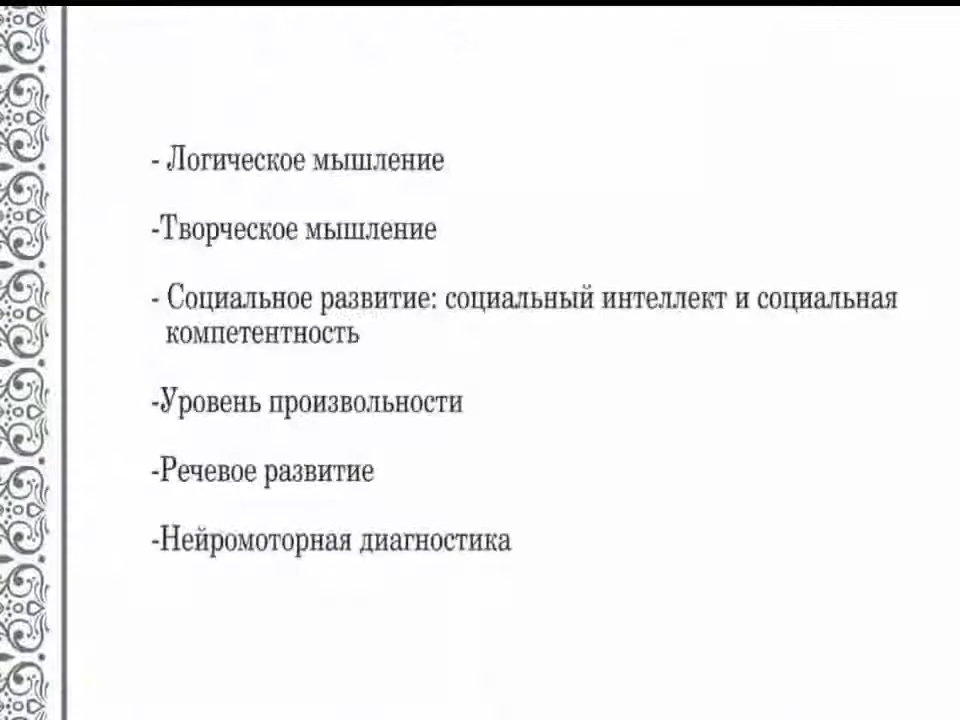 - Логическое мышление
-Творческое мышление
- Социальное развитие: социальный интеллект и социальная
компетентность
-Уровень произвольности
-Речевое развитие
-Нейромоторная диагностика